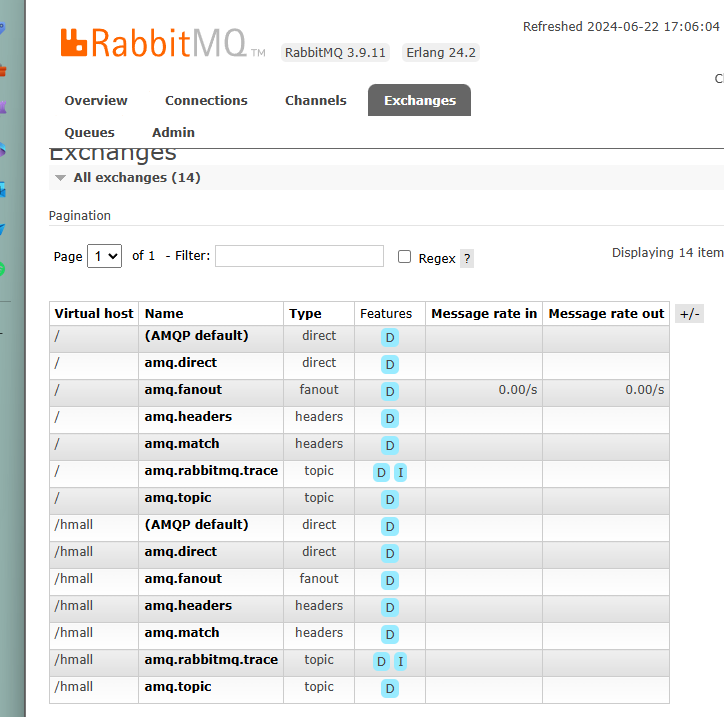 Refreshed 2024-06-22 17:06:04
RabbitMQ TM RabbitMQ 3.9.11 Erlang 24.2
Overview Connections Channels Exchanges
Queues Admin
Exchanges
All exchanges (14)
Pagination
Page 1 of 1 - Filter: Regex ? Displaying 14 item
Virtual host Name Type Features Message rate in Message rate out +/-
/ (AMQP default) direct D
/ amq.direct direct D
/ amq.fanout fanout D 0.00/s 0.00/s
/ amq.headers headers D
/ amq.match headers D
/ amq.rabbitmq.trace topic D I
/ amq.topic topic D
/hmall (AMQP default) direct D
/hmall amq.direct direct D
/hmall amq.fanout fanout D
/hmall amq.headers headers D
/hmall amq.match headers D
/hmall amq.rabbitmq.trace topic D I
/hmall amq.topic topic D